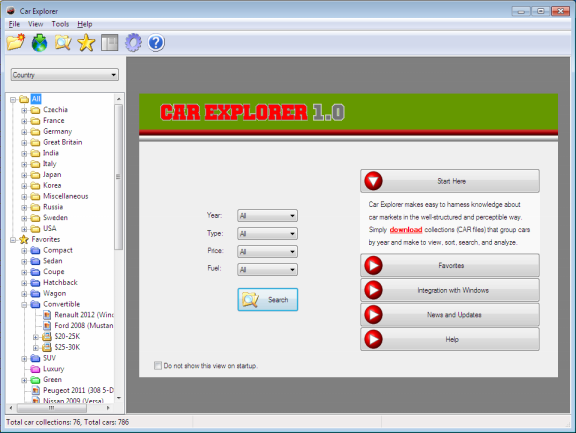 Car Explorer
File View Tools Help
Country
All
Czechia
France
Germany
Great Britain
India
Italy
Japan
Korea
Miscellaneous
Russia
Sweden
USA
Favorites
Compact
Sedan
Coupe
Hatchback
Wagon
Convertible
Renault 2012 (Wind
Ford 2008 (Mustan
$20-25K
$25-30K
SUV
Luxury
Green
Peugeot 2011 (308 5-D
Nissan 2009 (Versa)
CAR EXPLORER 1.0
Year: All
Type: All
Price: All
Fuel: All
Search
Do not show this view on startup.
Start Here
Car Explorer makes easy to harness knowledge about
car markets in the well-structured and perceptible way.
Simply download collections (CAR files) that group cars
by year and make to view, sort, search, and analyze.
Favorites
Integration with Windows
News and Updates
Help
Total car collections: 76, Total cars: 786